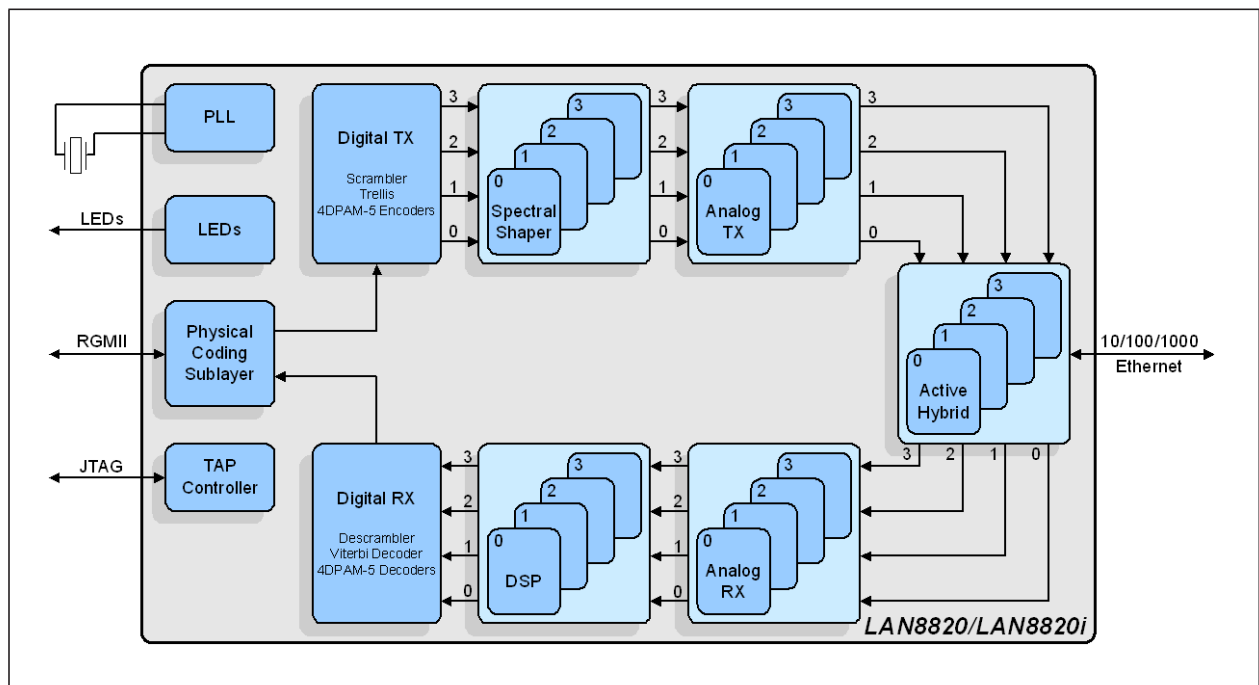 PLL
LEDs
LEDs
RGMII
Physical
Coding
Sublayer
JTAG
TAP
Controller
Digital TX
Scrambler
Trellis
4DPAM-5 Encoders
3
2
1
0
3
2
1
0
Spectral
Shaper
3
2
1
0
3
2
1
0
Analog
TX
3
2
1
0
3
2
1
0
Active
Hybrid
10/100/1000
Ethernet
3
2
1
0
Digital RX
Descrambler
Viterbi Decoder
4DPAM-5 Decoders
3
2
1
0
3
2
1
0
DSP
3
2
1
0
3
2
1
0
Analog
RX
LAN8820/LAN8820i